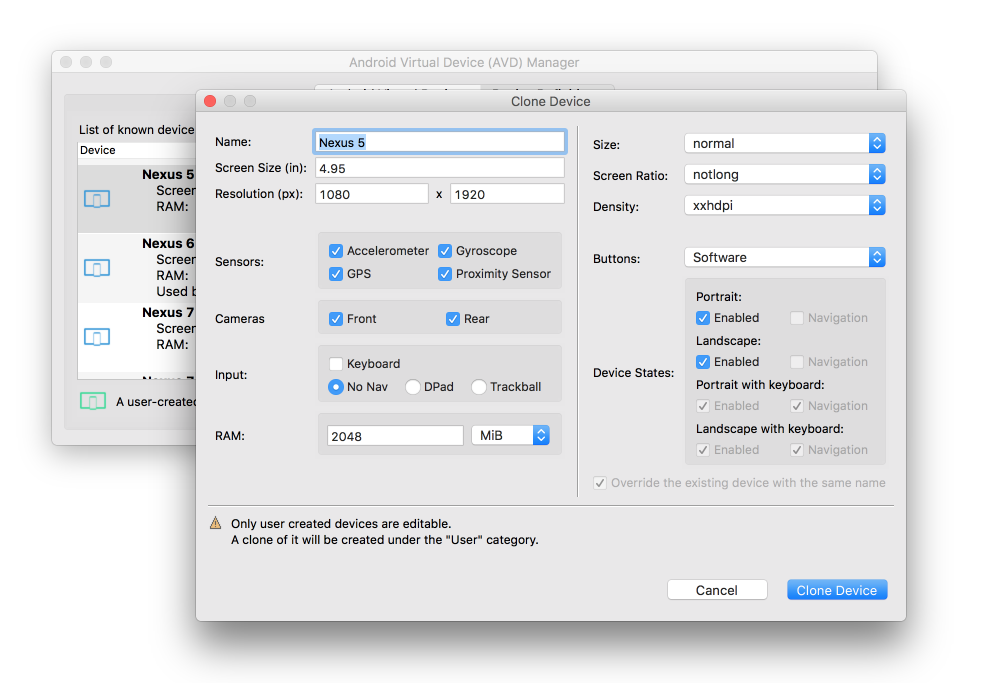 Android Virtual Device (AVD) Manager
Clone Device
List of known device
Device
Nexus 5
Screen
RAM:
Nexus 6
Screen
RAM:
Used b
Nexus 7
Screen
RAM:
A user-created
Name:
Nexus 5
Screen Size (in):
4.95
Resolution (px):
1080 x 1920
Sensors:
Accelerometer Gyroscope
GPS Proximity Sensor
Cameras
Front Rear
Input:
Keyboard
No Nav DPad Trackball
RAM:
2048 MiB
Size:
normal
Screen Ratio:
notlong
Density:
xxhdpi
Buttons:
Software
Device States:
Portrait:
Enabled Navigation
Landscape:
Enabled Navigation
Portrait with keyboard:
Enabled Navigation
Landscape with keyboard:
Enabled Navigation
Override the existing device with the same name
Only user created devices are editable.
A clone of it will be created under the "User" category.
Cancel Clone Device